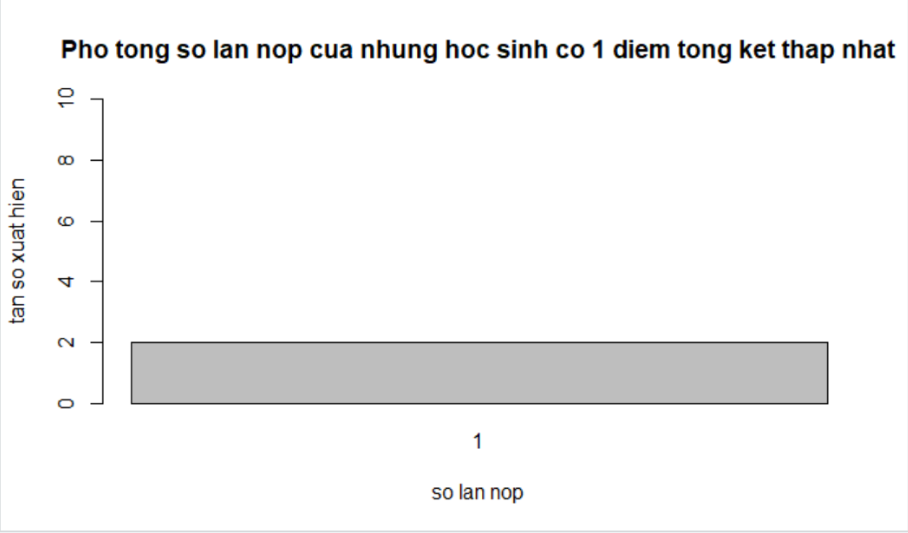 Pho tong so lan nop cua nhung hoc sinh co 1 diem tong ket thap nhat
tan so xuat hien
10
8
6
4
2
0
1
so lan nop